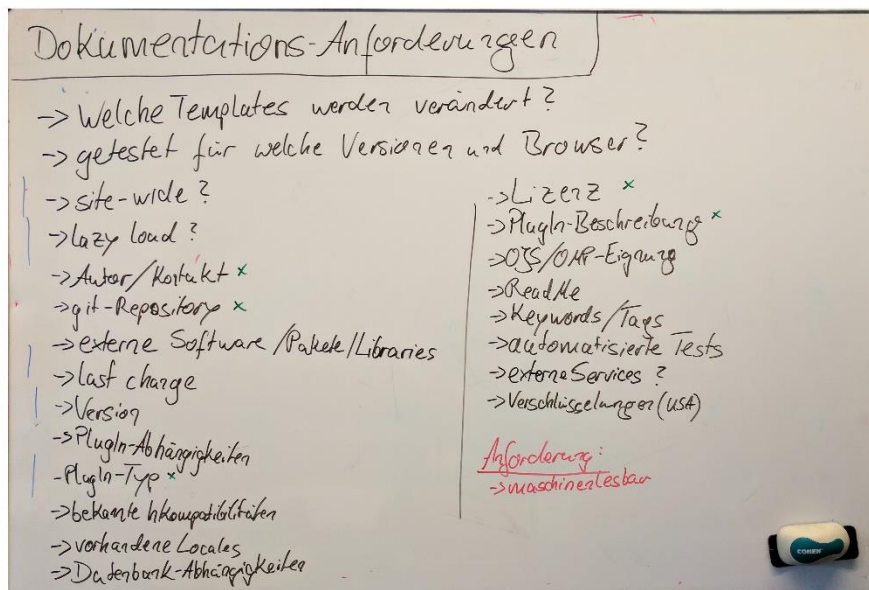 Dokumentations-Anforderungen
-> Welche Templates werden verändert?
-> getestet für welche Versionen und Browser?
-> site-wide?
-> lazy load?
-> Autor/Kontakt x
-> git-Repository x
-> externe Software/Pakete/Libraries
-> last change
-> Version
-> PlugIn-Abhängigkeiten
- PlugIn-Typ x
-> bekannte Inkompatibilitäten
-> vorhandene Locales
-> Datenbank-Abhängigkeiten
-> Lizenz x
-> PlugIn-Beschreibung x
-> OJS/OMP-Eignung
-> ReadMe
-> Keywords/Tags
-> automatisierte Tests
-> externe Services?
-> Verschlüsselungen (USA)
Anforderung:
-> maschinenlesbar
CONEN